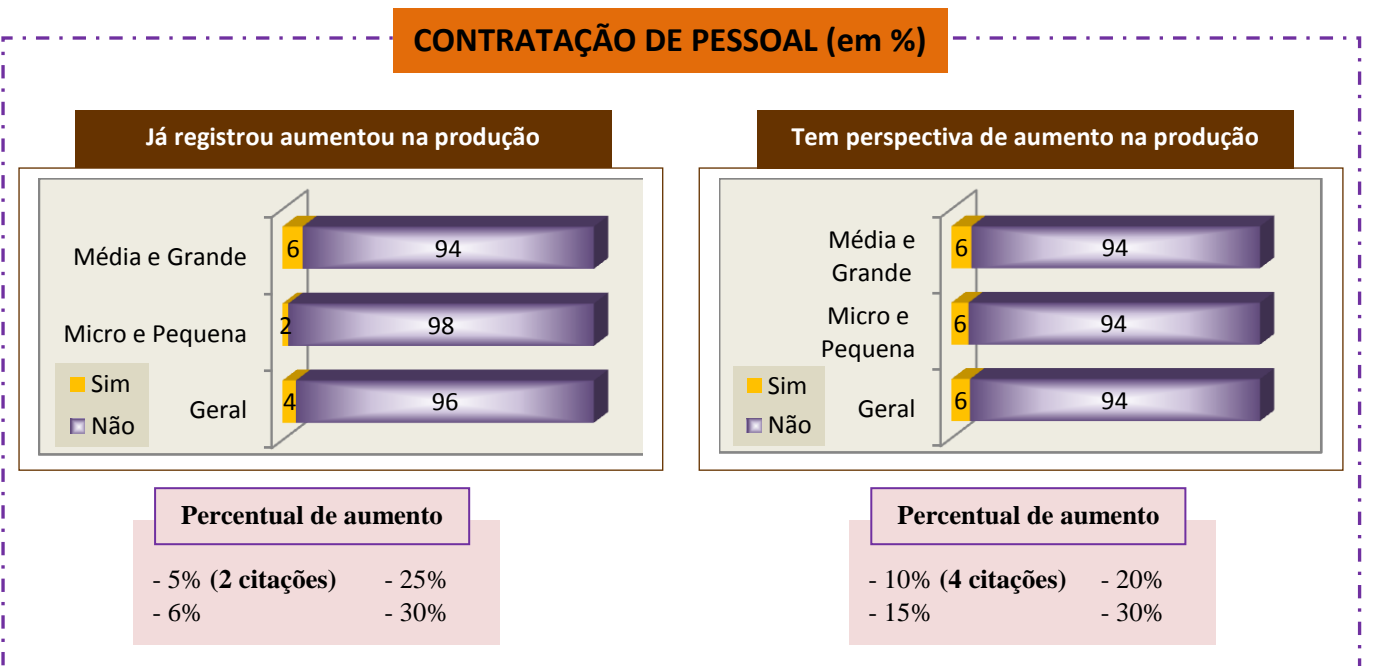 CONTRATAÇÃO DE PESSOAL (em %)
Já registrou aumentou na produção
Média e Grande
6
94
Micro e Pequena
2
98
Geral
4
96
Sim
Não
Percentual de aumento
- 5% (2 citações) - 25%
- 6% - 30%
Tem perspectiva de aumento na produção
Média e
Grande
6
94
Micro e
Pequena
6
94
Geral
6
94
Sim
Não
Percentual de aumento
- 10% (4 citações) - 20%
- 15% - 30%